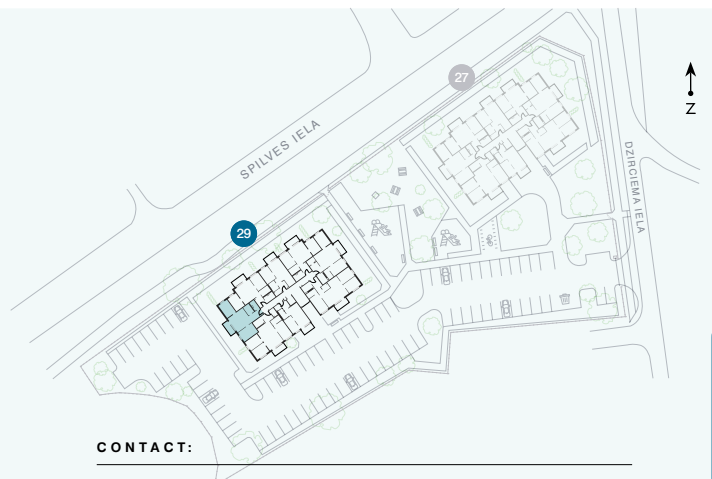 27
Z
SPILVES IELA
DZIRCIEMA IELA
29
CONTACT: